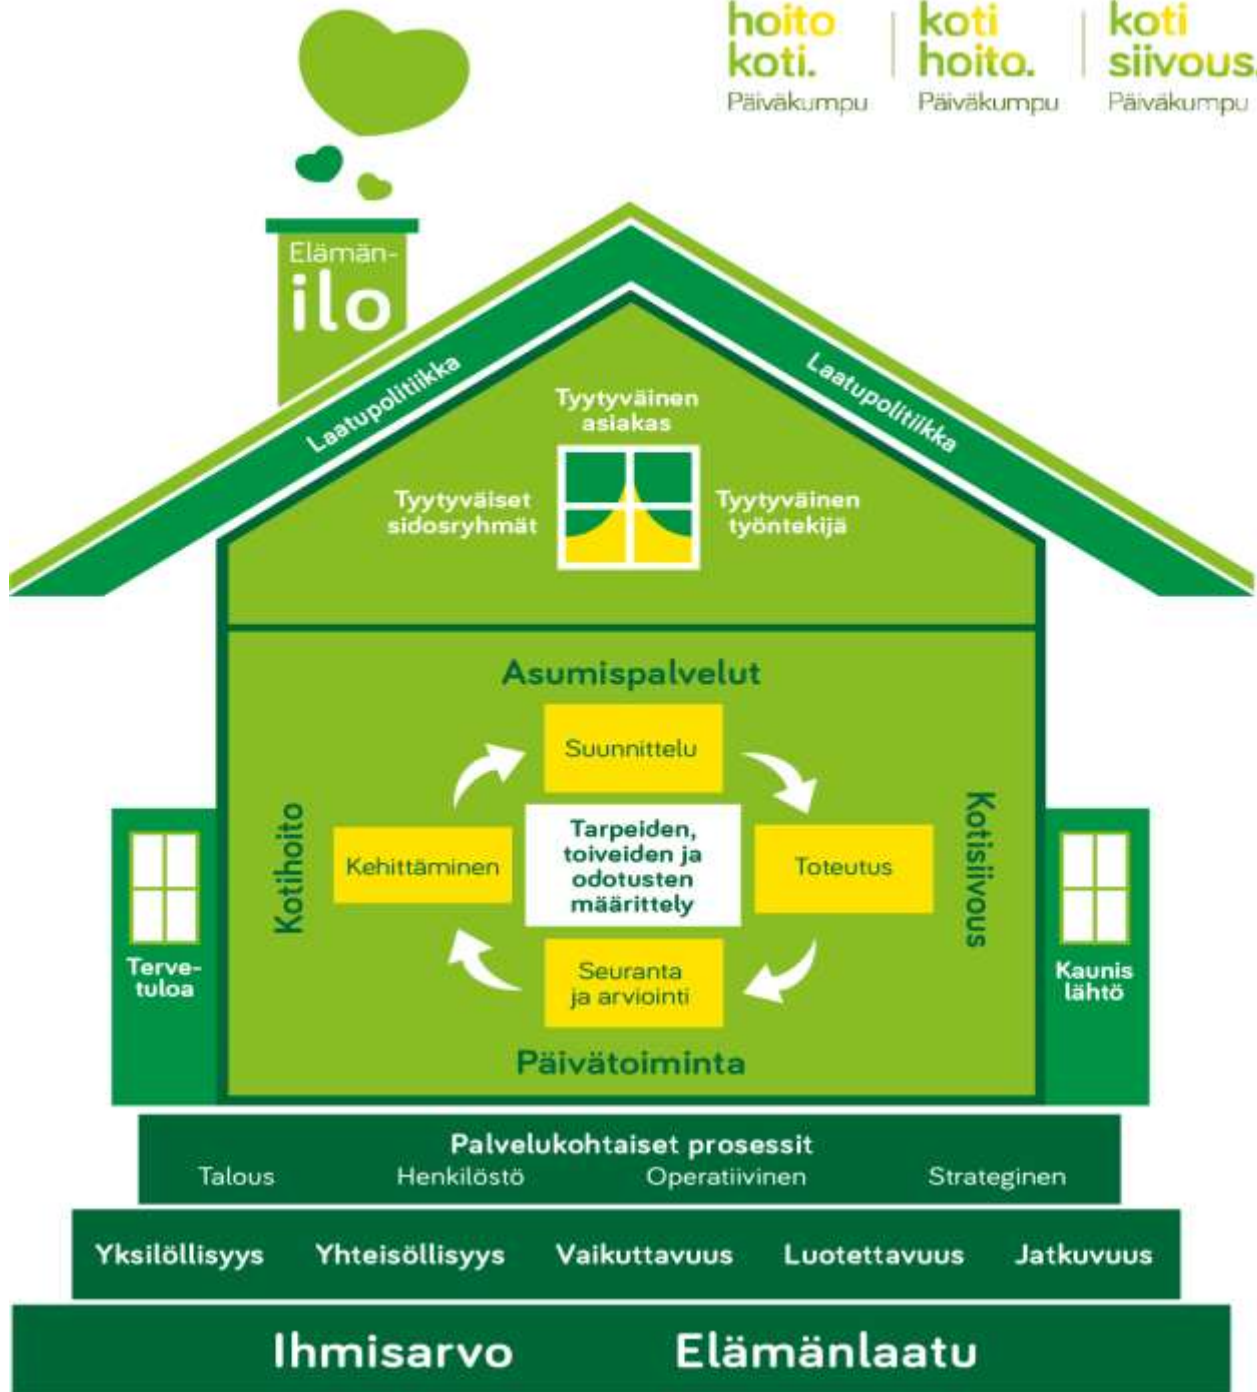 hoito
koti.
Päiväkumpu
koti
hoito.
Päiväkumpu
koti
siivous.
Päiväkumpu
Elämän-
ilo
Laatupolitiikka
Laatupolitiikka
Tyytyväinen
asiakas
Tyytyväiset
sidosryhmät
Tyytyväinen
työntekijä
Asumispalvelut
Suunnittelu
Kotihoito
Kehittäminen
Tarpeiden,
toiveiden ja
odotusten
määrittely
Toteutus
Kotisiivous
Seuranta
ja arviointi
Päivätoiminta
Terve-
tuloa
Kaunis
lähtö
Palvelukohtaiset prosessit
Talous Henkilöstö Operatiivinen Strateginen
Yksilöllisyys Yhteisöllisyys Vaikuttavuus Luotettavuus Jatkuvuus
Ihmisarvo Elämänlaatu